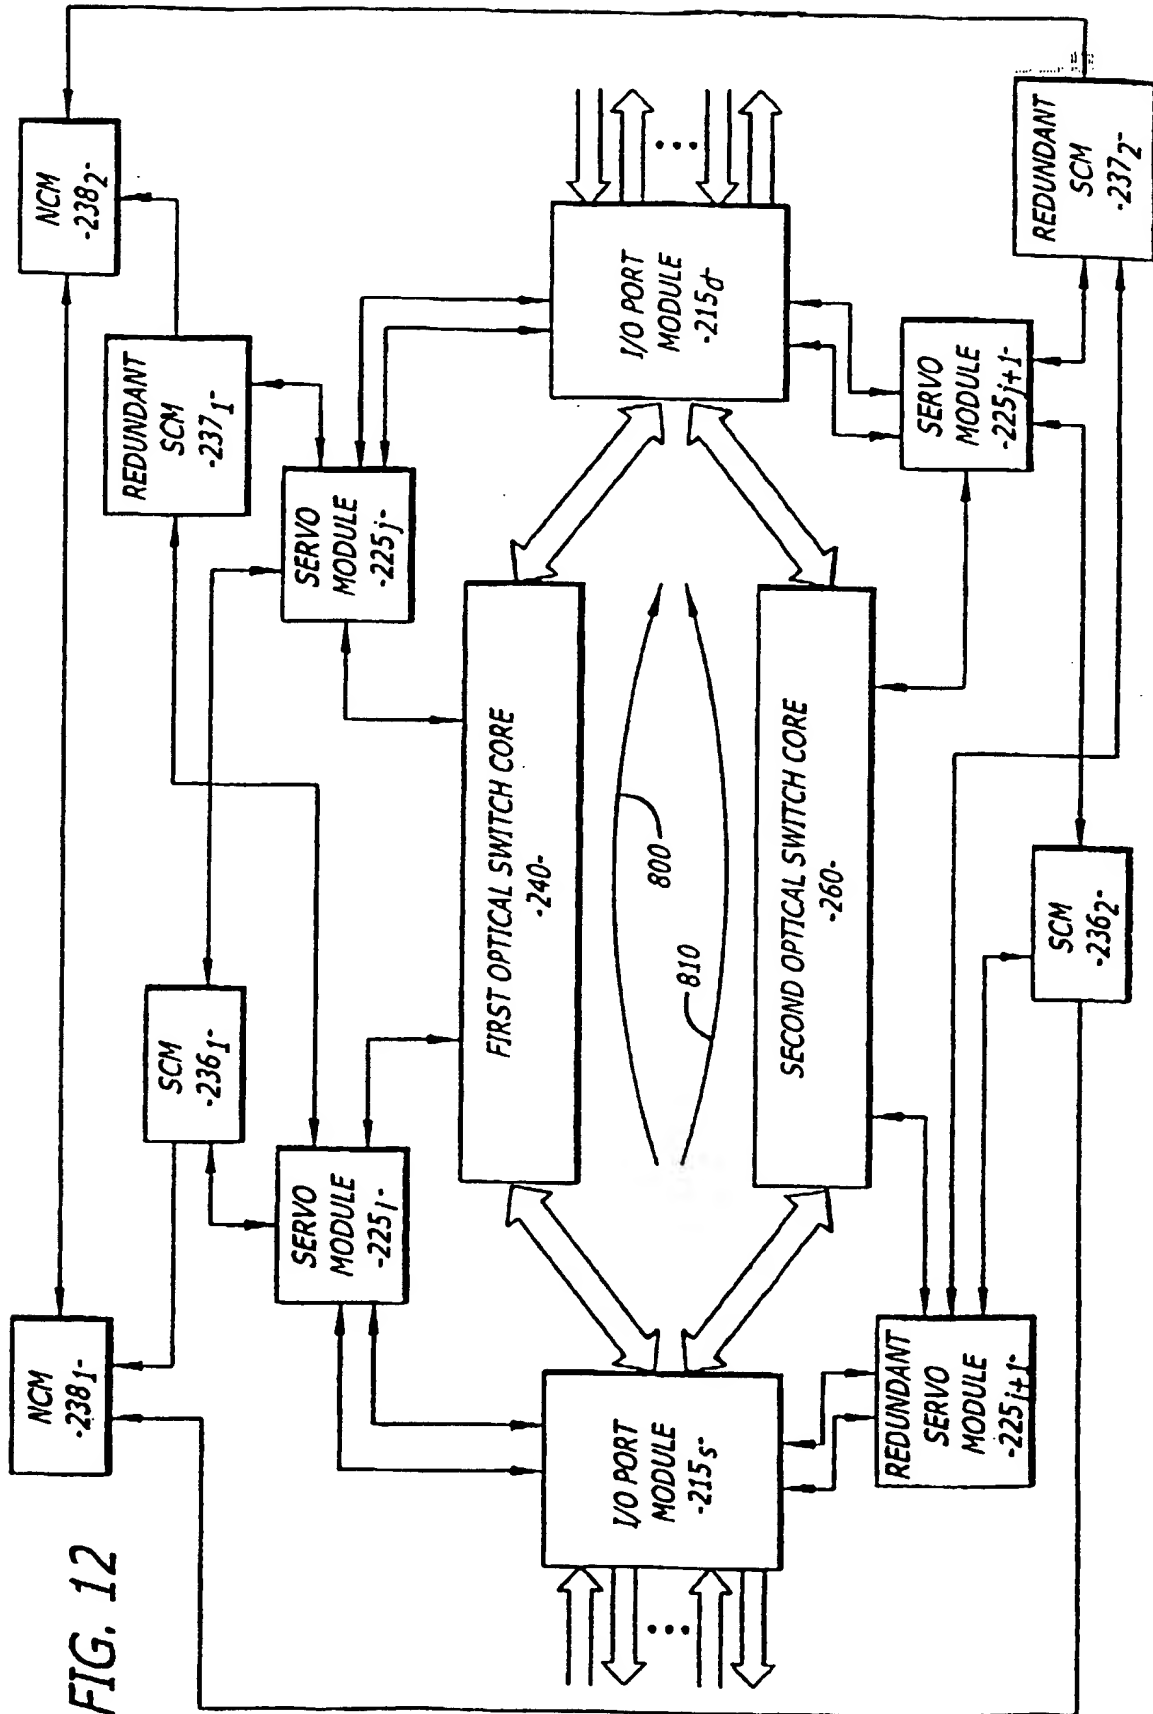 FIG. 12
NCM
-238₁-
NCM
-238₂-
SCM
-236₁-
REDUNDANT
SCM
-237₁-
SERVO
MODULE
-225ᵢ-
SERVO
MODULE
-225ⱼ-
I/O PORT
MODULE
-215ₛ-
FIRST OPTICAL SWITCH CORE
-240-
I/O PORT
MODULE
-215d-
800
810
SECOND OPTICAL SWITCH CORE
-260-
REDUNDANT
SERVO
MODULE
-225ᵢ₊₁-
SERVO
MODULE
-225ⱼ₊₁-
SCM
-236₂-
REDUNDANT
SCM
-237₂-